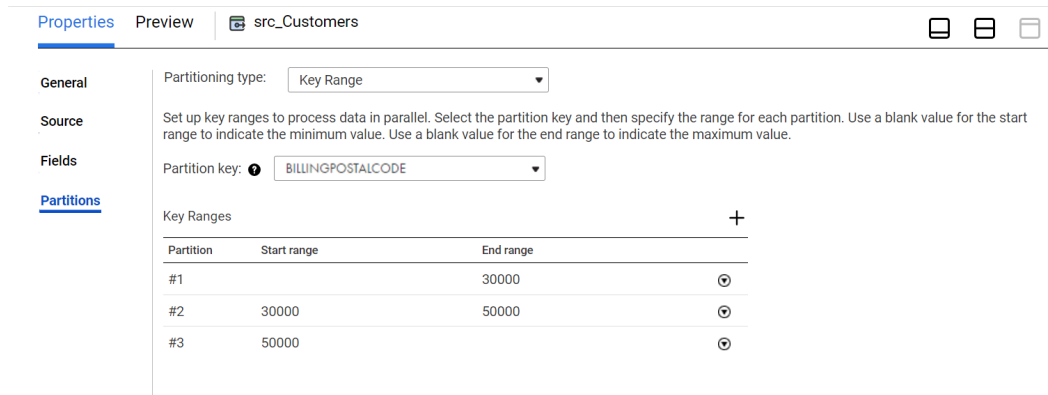 Properties Preview src_Customers
General
Source
Fields
Partitions
Partitioning type: Key Range
Set up key ranges to process data in parallel. Select the partition key and then specify the range for each partition. Use a blank value for the start
range to indicate the minimum value. Use a blank value for the end range to indicate the maximum value.
Partition key: ? BILLINGPOSTALCODE
Key Ranges +
Partition Start range End range
#1 30000
#2 30000 50000
#3 50000